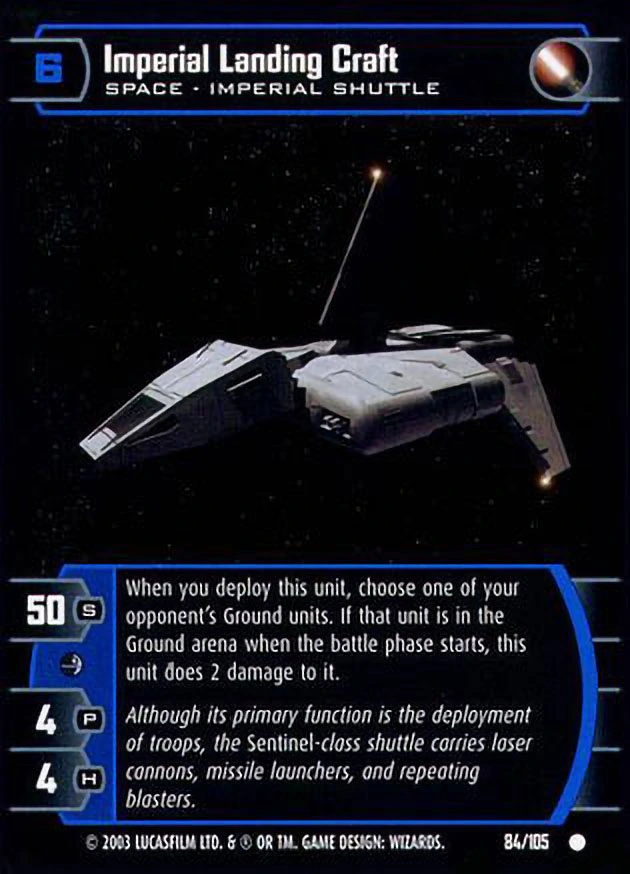 6
Imperial Landing Craft
SPACE · IMPERIAL SHUTTLE
50 S
4 P
4 H
When you deploy this unit, choose one of your
opponent's Ground units. If that unit is in the
Ground arena when the battle phase starts, this
unit does 2 damage to it.
Although its primary function is the deployment
of troops, the Sentinel-class shuttle carries laser
cannons, missile launchers, and repeating
blasters.
© 2003 LUCASFILM LTD. & ® OR TM. GAME DESIGN: WIZARDS.
84/105